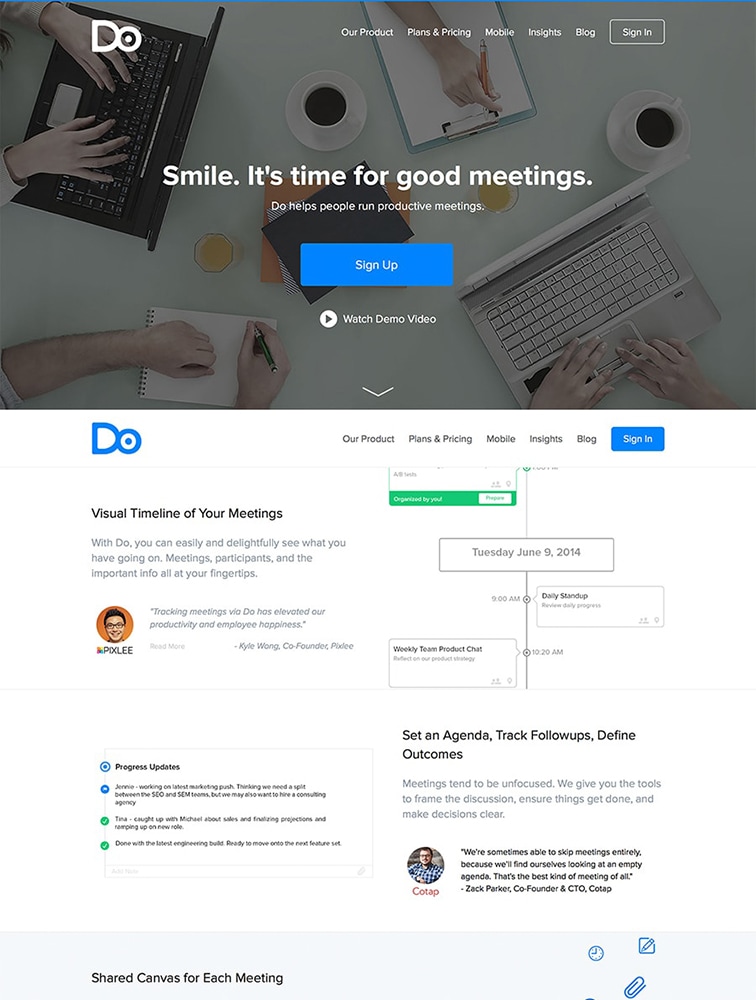 Do
Our Product Plans & Pricing Mobile Insights Blog Sign In
Smile. It's time for good meetings.
Do helps people run productive meetings.
Sign Up
Watch Demo Video
Do
Our Product Plans & Pricing Mobile Insights Blog Sign In
A/B tests
Organized by you! Prepare
Visual Timeline of Your Meetings
With Do, you can easily and delightfully see what you
have going on. Meetings, participants, and the
important info all at your fingertips.
"Tracking meetings via Do has elevated our
productivity and employee happiness."
PIXLEE
Read More - Kyle Wong, Co-Founder, Pixlee
Tuesday June 9, 2014
9:00 AM
Daily Standup
Review daily progress
Weekly Team Product Chat
Reflect on our product strategy
10:20 AM
Progress Updates
Jennie - working on latest marketing push. Thinking we need a split
between the SEO and SEM teams, but we may also want to hire a consulting
agency
Tina - caught up with Michael about sales and finalizing projections and
ramping up on new role.
Done with the latest engineering build. Ready to move onto the next feature set.
Add Note
Set an Agenda, Track Followups, Define
Outcomes
Meetings tend to be unfocused. We give you the tools
to frame the discussion, ensure things get done, and
make decisions clear.
"We're sometimes able to skip meetings entirely,
because we'll find ourselves looking at an empty
agenda. That's the best kind of meeting of all."
- Zack Parker, Co-Founder & CTO, Cotap
Cotap
Shared Canvas for Each Meeting